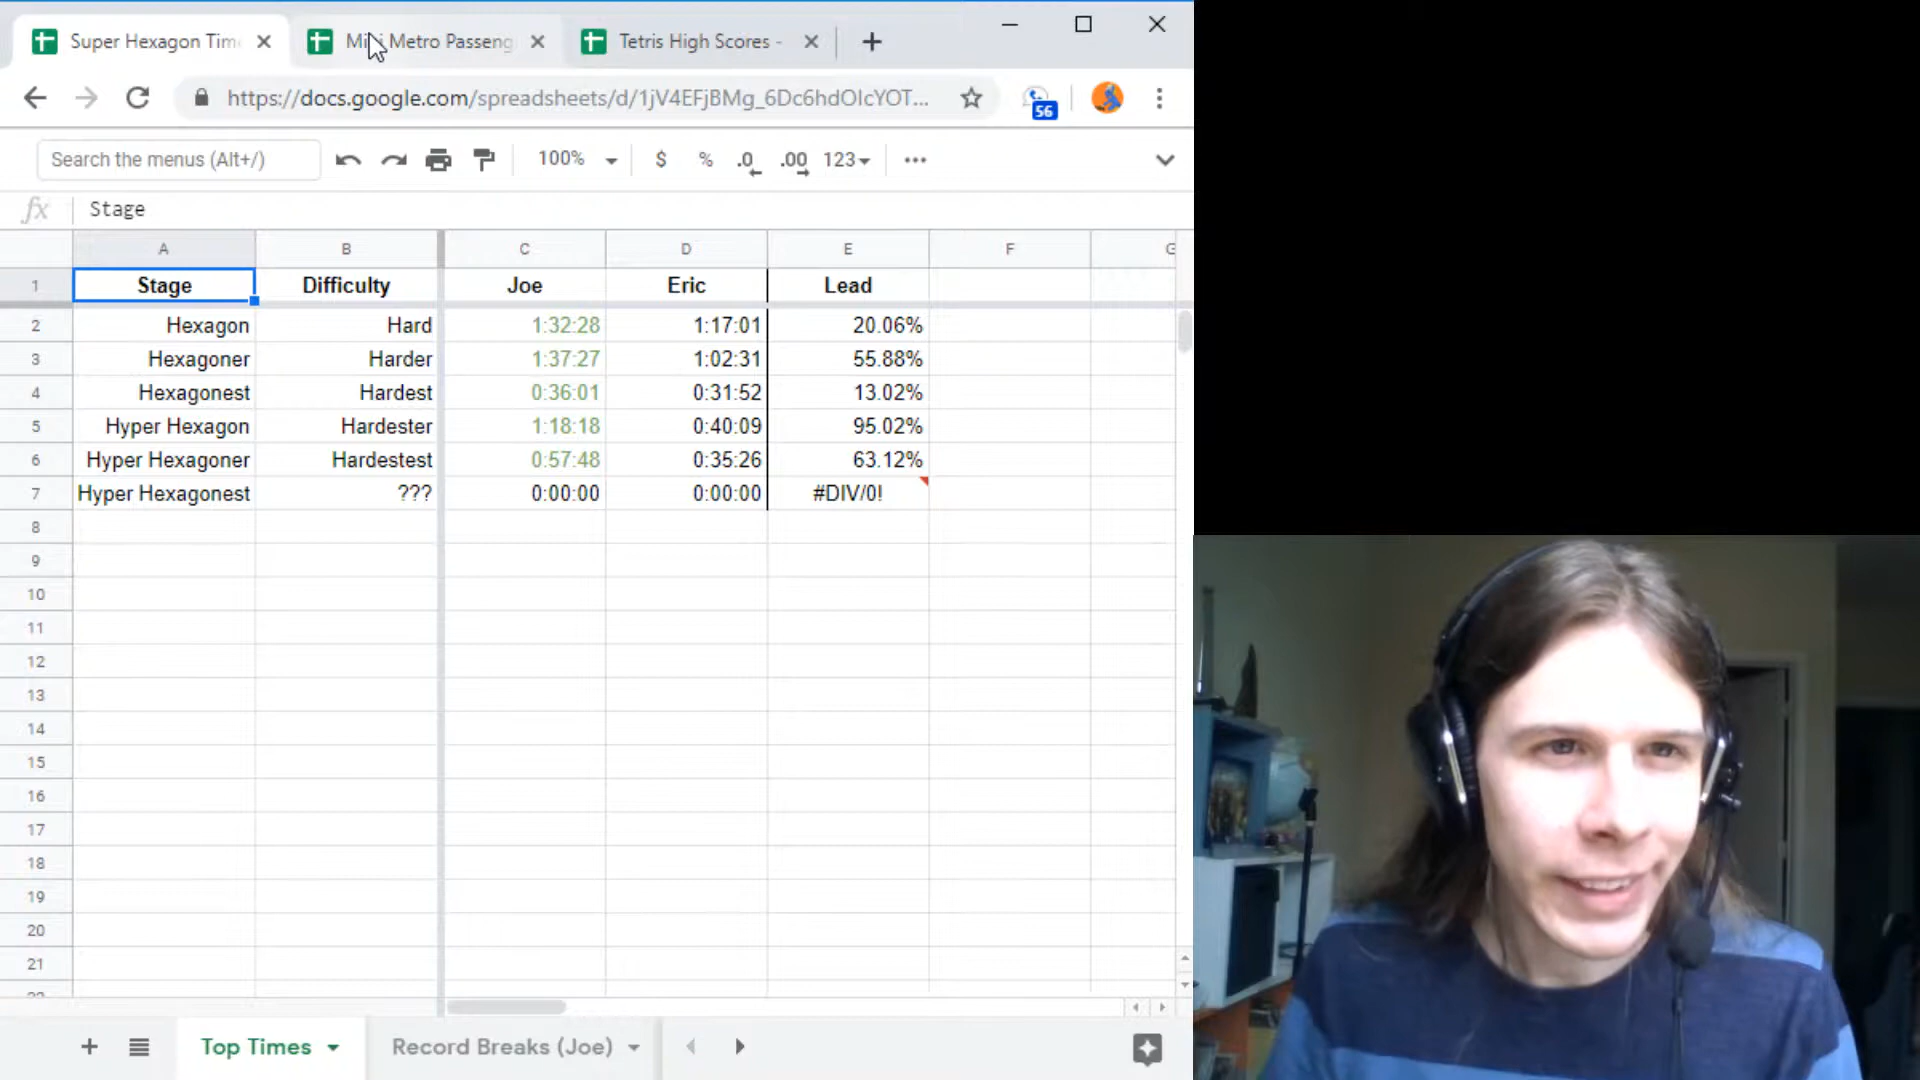 Super Hexagon Tim
Mini Metro Passeng
Tetris High Scores -
https://docs.google.com/spreadsheets/d/1jV4EFjBMg_6Dc6hdOIcYOT...
56
Search the menus (Alt+/)
100%
$
%
.0
.00
123
fx
Stage
A B C D E F G
1 Stage Difficulty Joe Eric Lead
2 Hexagon Hard 1:32:28 1:17:01 20.06%
3 Hexagoner Harder 1:37:27 1:02:31 55.88%
4 Hexagonest Hardest 0:36:01 0:31:52 13.02%
5 Hyper Hexagon Hardester 1:18:18 0:40:09 95.02%
6 Hyper Hexagoner Hardestest 0:57:48 0:35:26 63.12%
7 Hyper Hexagonest ??? 0:00:00 0:00:00 #DIV/0!
8
9
10
11
12
13
14
15
16
17
18
19
20
21
Top Times
Record Breaks (Joe)